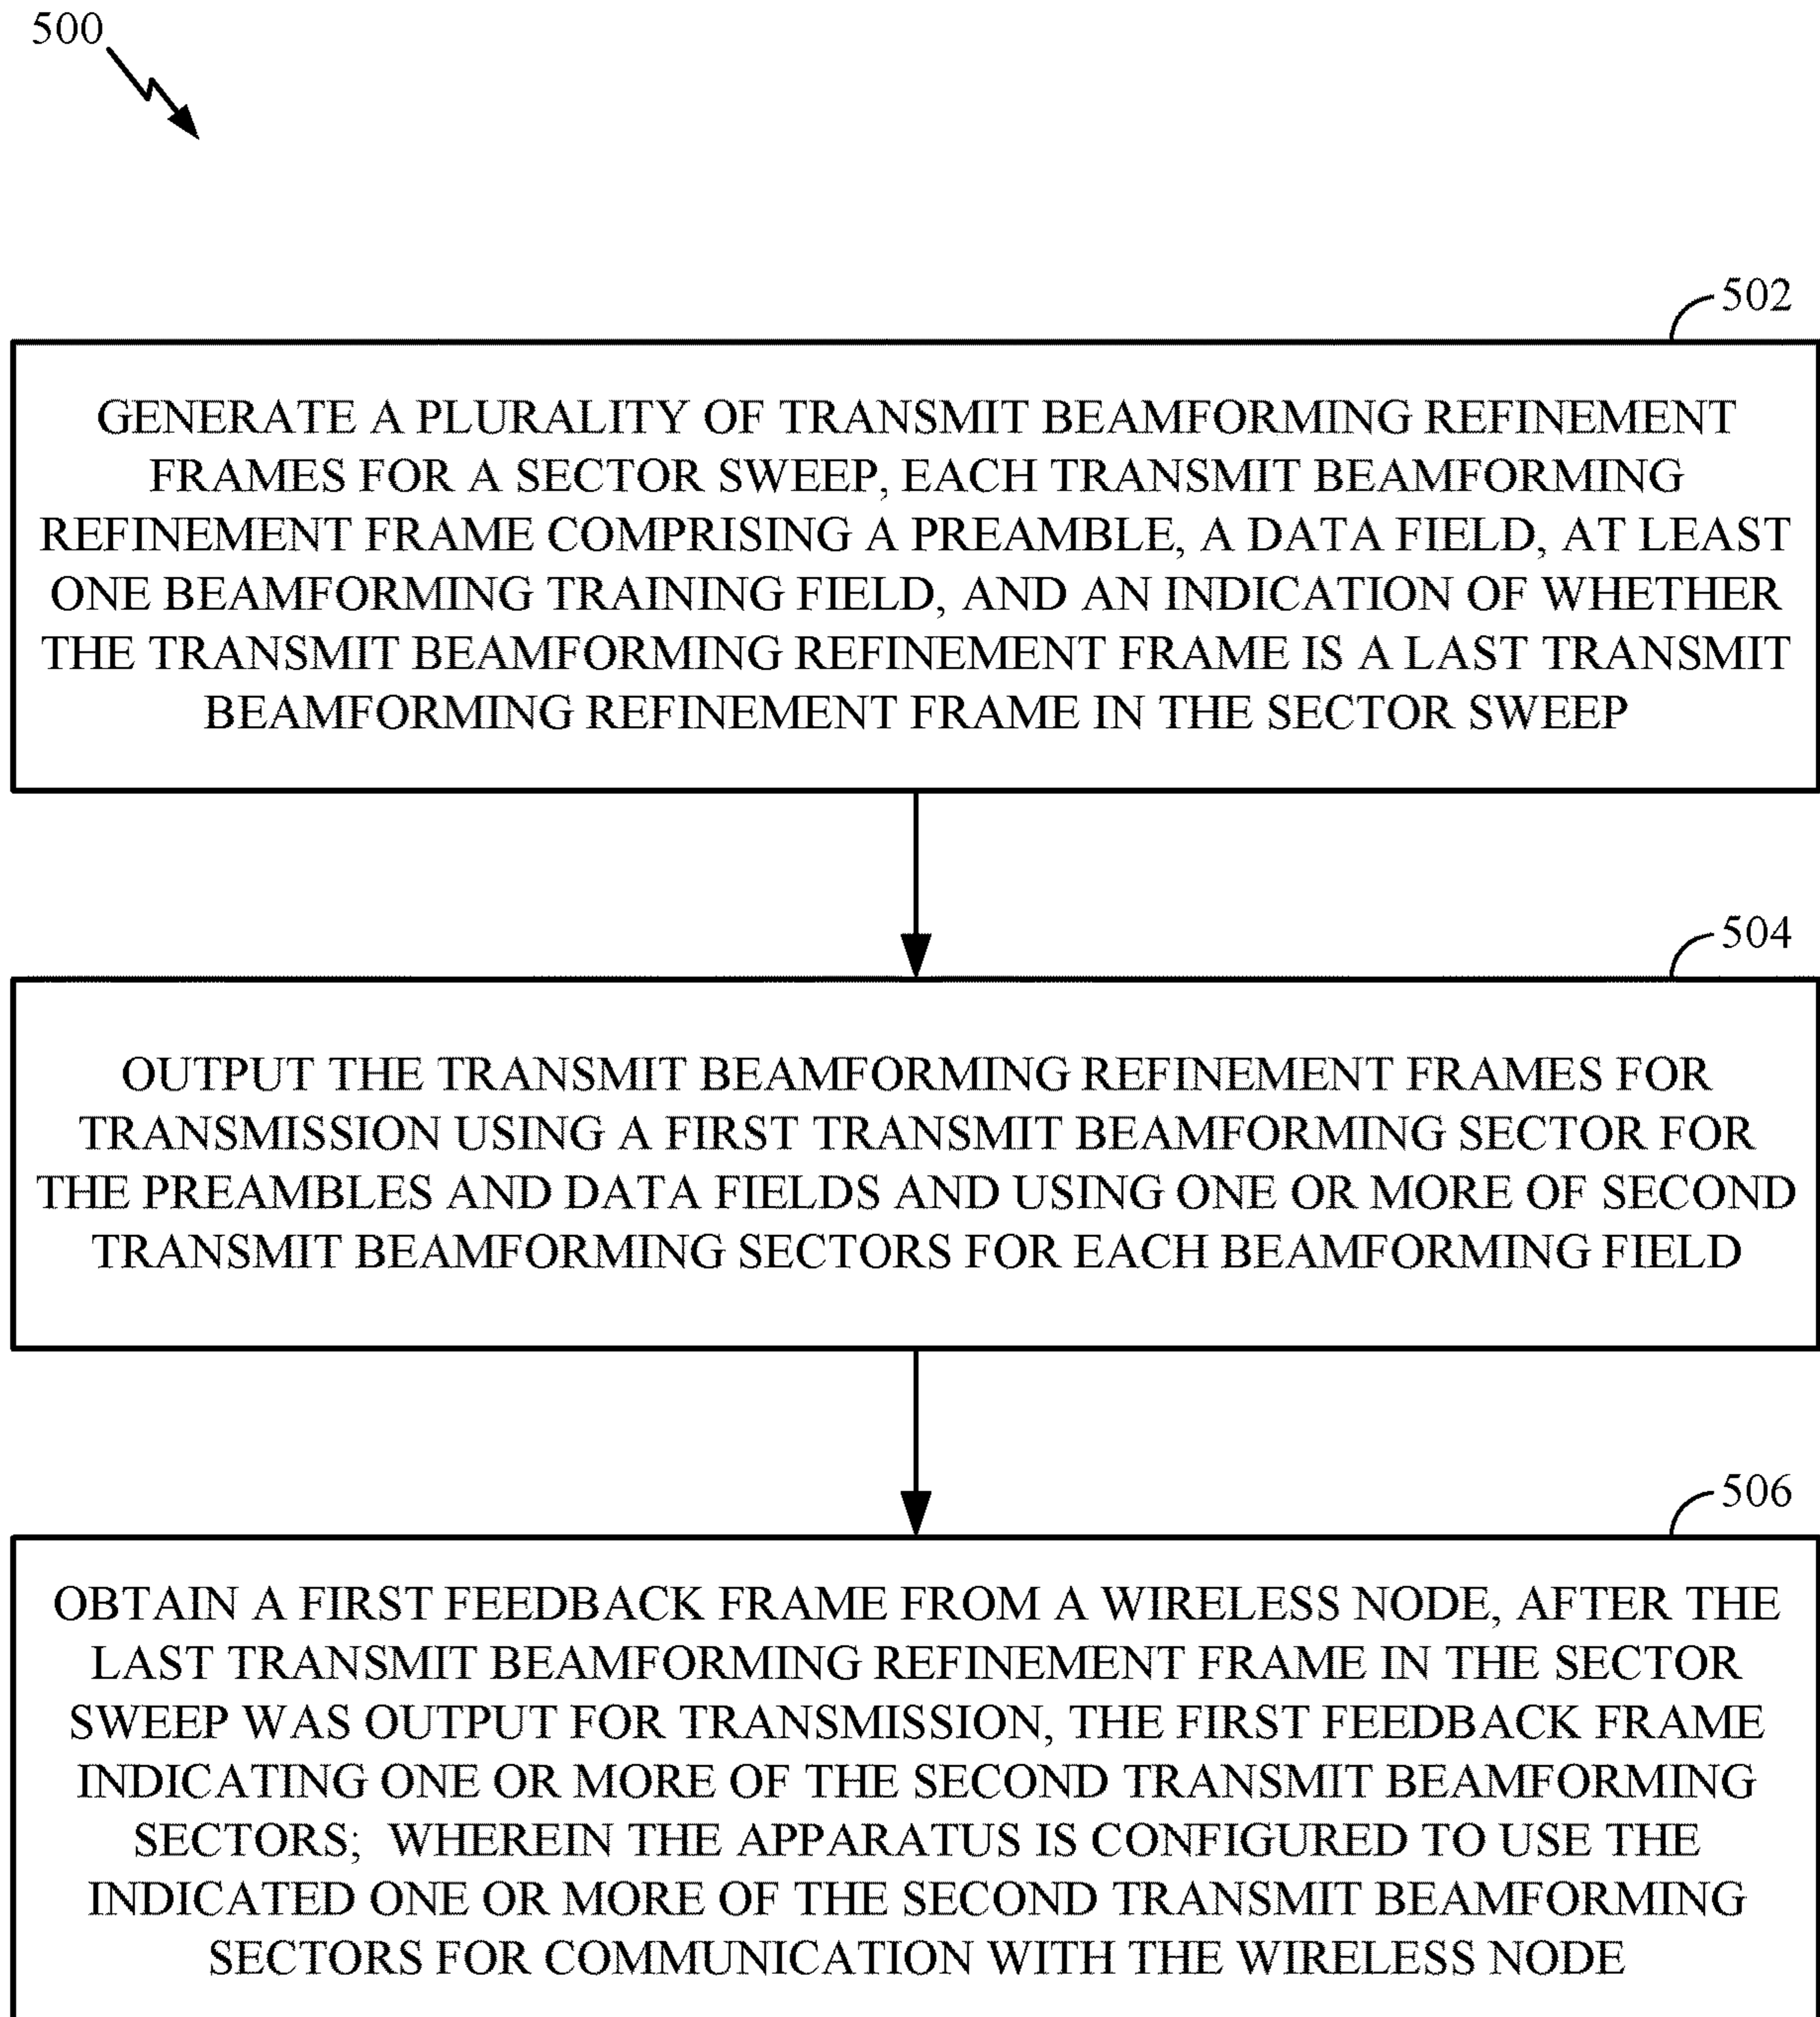 500
502
GENERATE A PLURALITY OF TRANSMIT BEAMFORMING REFINEMENT
FRAMES FOR A SECTOR SWEEP, EACH TRANSMIT BEAMFORMING
REFINEMENT FRAME COMPRISING A PREAMBLE, A DATA FIELD, AT LEAST
ONE BEAMFORMING TRAINING FIELD, AND AN INDICATION OF WHETHER
THE TRANSMIT BEAMFORMING REFINEMENT FRAME IS A LAST TRANSMIT
BEAMFORMING REFINEMENT FRAME IN THE SECTOR SWEEP
504
OUTPUT THE TRANSMIT BEAMFORMING REFINEMENT FRAMES FOR
TRANSMISSION USING A FIRST TRANSMIT BEAMFORMING SECTOR FOR
THE PREAMBLES AND DATA FIELDS AND USING ONE OR MORE OF SECOND
TRANSMIT BEAMFORMING SECTORS FOR EACH BEAMFORMING FIELD
506
OBTAIN A FIRST FEEDBACK FRAME FROM A WIRELESS NODE, AFTER THE
LAST TRANSMIT BEAMFORMING REFINEMENT FRAME IN THE SECTOR
SWEEP WAS OUTPUT FOR TRANSMISSION, THE FIRST FEEDBACK FRAME
INDICATING ONE OR MORE OF THE SECOND TRANSMIT BEAMFORMING
SECTORS; WHEREIN THE APPARATUS IS CONFIGURED TO USE THE
INDICATED ONE OR MORE OF THE SECOND TRANSMIT BEAMFORMING
SECTORS FOR COMMUNICATION WITH THE WIRELESS NODE